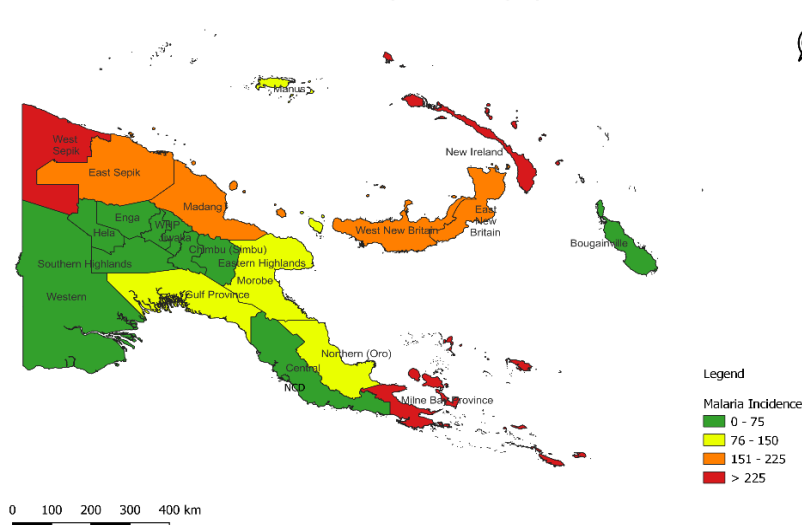 Manus
West
Sepik
New Ireland
East Sepik
Madang
Enga
WHP
Hela
Jiwaka
West New Britain
East
New
Britain
Chimbu (Simbu)
Bougainville
Southern Highlands
Eastern Highlands
Morobe
Western
Gulf Province
Northern (Oro)
Central
NCD
Milne Bay Province
Legend
Malaria Incidence
0 - 75
76 - 150
151 - 225
> 225
0 100 200 300 400 km